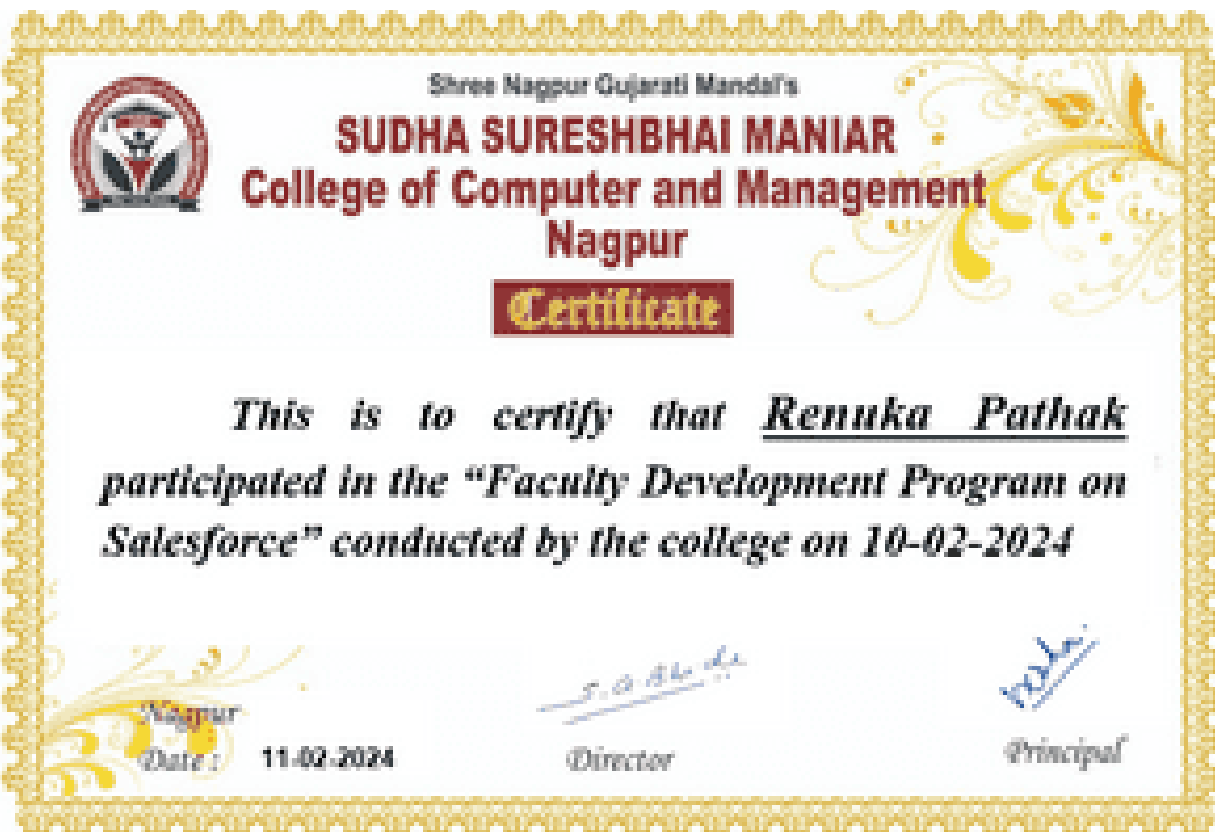 Shree Nagpur Gujarati Mandal's
SUDHA SURESHBHAI MANIAR
College of Computer and Management
Nagpur
Certificate
This is to certify that Renuka Pathak
participated in the “Faculty Development Program on
Salesforce” conducted by the college on 10-02-2024
Nagpur
Date : 11-02-2024
Director
Principal